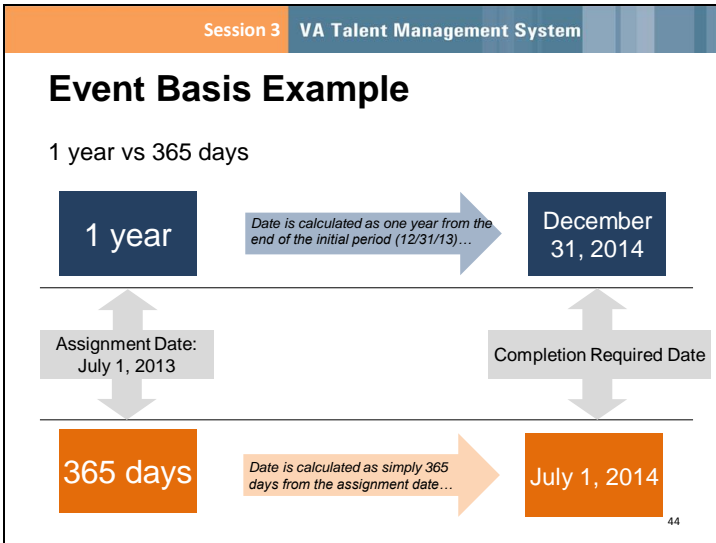 Session 3
VA Talent Management System
Event Basis Example
1 year vs 365 days
1 year
Date is calculated as one year from the
end of the initial period (12/31/13)…
December
31, 2014
Assignment Date:
July 1, 2013
Completion Required Date
365 days
Date is calculated as simply 365
days from the assignment date…
July 1, 2014
44